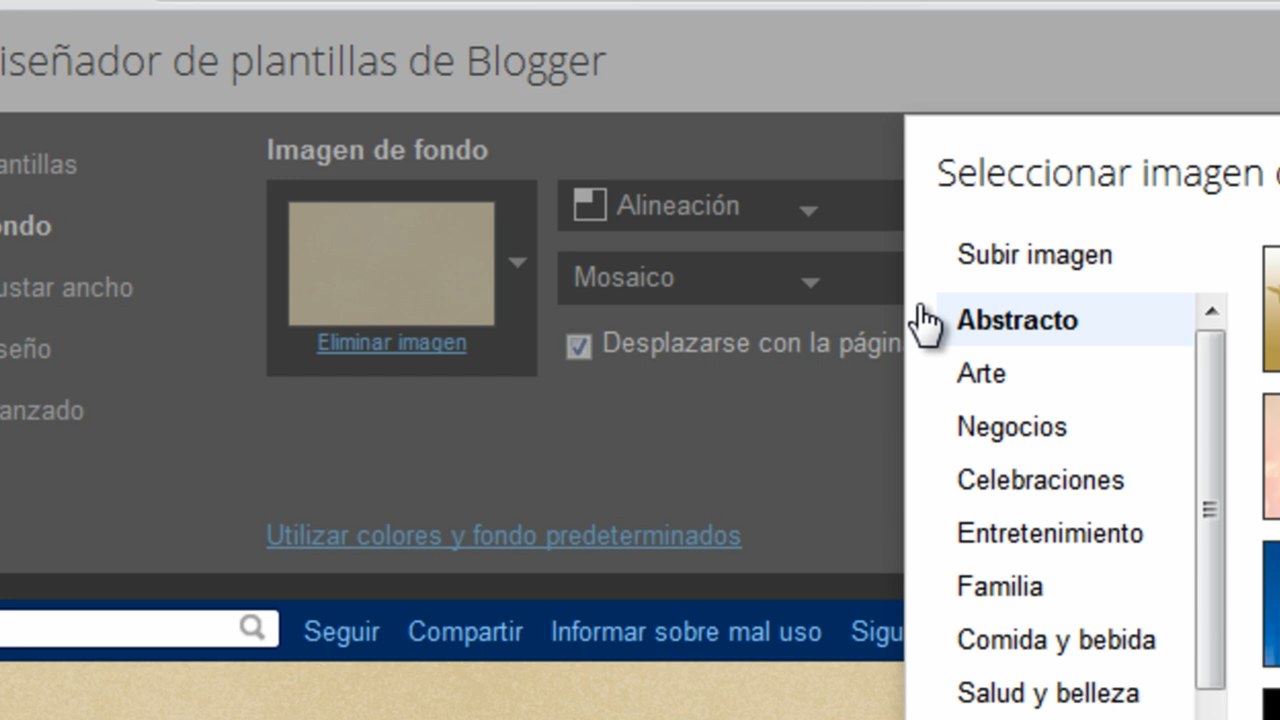 iseñador de plantillas de Blogger
antillas
ondo
ustar ancho
seño
anzado
Imagen de fondo
Eliminar imagen
Alineación
Mosaico
Desplazarse con la págin
Utilizar colores y fondo predeterminados
Seguir Compartir Informar sobre mal uso Sigu
Seleccionar imagen
Subir imagen
Abstracto
Arte
Negocios
Celebraciones
Entretenimiento
Familia
Comida y bebida
Salud y belleza